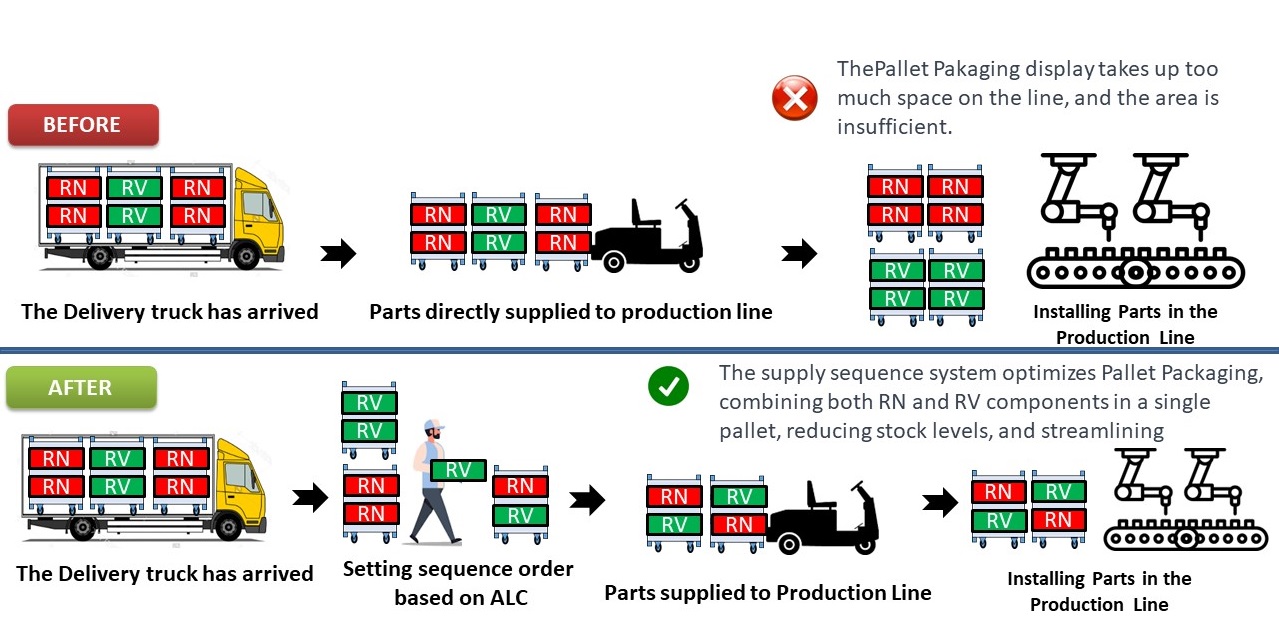 ThePallet Pakaging display takes up too
much space on the line, and the area is
insufficient.
BEFORE
RN RV RN
RN RV RN
RN RV RN
RN RV RN
RN RN
RN RN
RV RV
RV RV
The Delivery truck has arrived
Parts directly supplied to production line
Installing Parts in the
Production Line
AFTER
The supply sequence system optimizes Pallet Packaging,
combining both RN and RV components in a single
pallet, reducing stock levels, and streamlining
RN RV RN
RN RV RN
RV
RV
RN
RN
RV
RN
RV
RN RV
RV RN
RN RV
RV RN
The Delivery truck has arrived
Setting sequence order
based on ALC
Parts supplied to Production Line
Installing Parts in the
Production Line